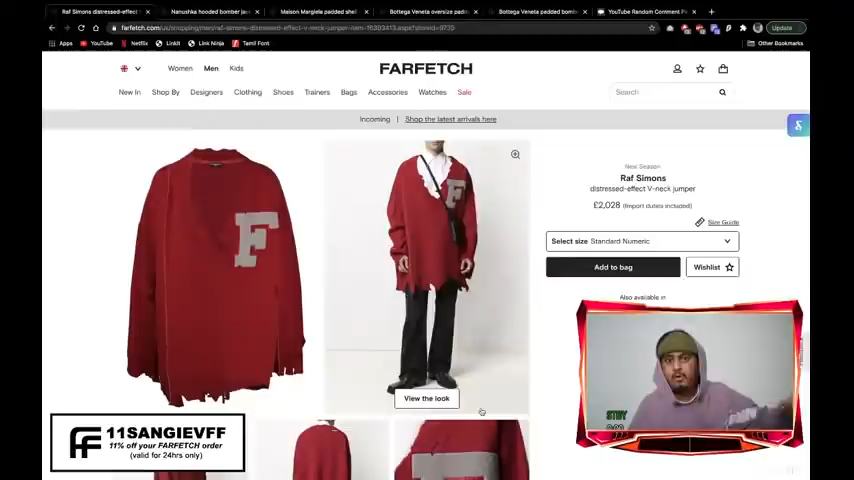 Raf Simons distressed-effect V-n
Nanushka hooded bomber jac
Maison Margiela padded shel
Bottega Veneta oversize paddi
Bottega Veneta padded bomb
YouTube Random Comment Pi
Update
Apps YouTube Netflix Linkit Link Ninja Tamil Font Other Bookmarks
Women Men Kids
FARFETCH
New In Shop By Designers Clothing Shoes Trainers Bags Accessories Watches Sale
Search
Incoming | Shop the latest arrivals here
New Season
Raf Simons
distressed-effect V-neck jumper
£2,028 (Import duties included)
Size Guide
Select size Standard Numeric
Add to bag
Wishlist
Also available in
F
F
View the look
11SANGIEVFF
11% off your FARFETCH order
(valid for 24hrs only)